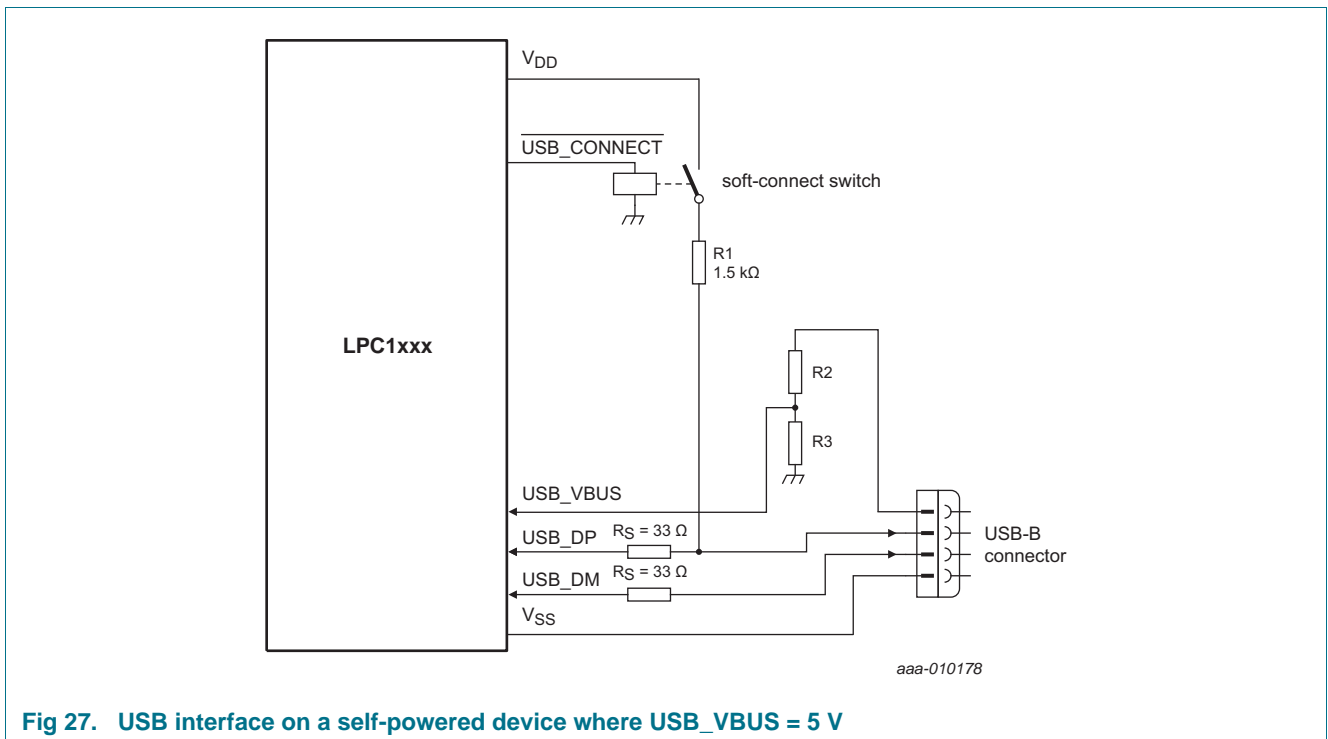 VDD
USB_CONNECT
soft-connect switch
R1
1.5 kΩ
LPC1xxx
R2
R3
USB_VBUS
USB_DP RS = 33 Ω
USB-B
connector
USB_DM RS = 33 Ω
VSS
aaa-010178
Fig 27. USB interface on a self-powered device where USB_VBUS = 5 V